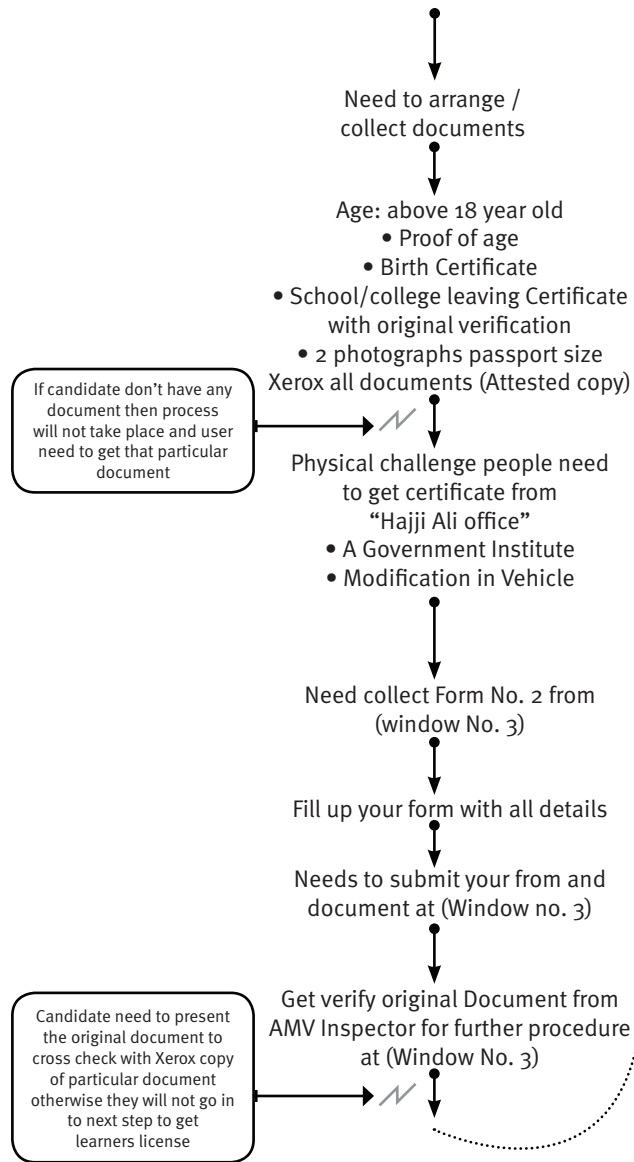 Need to arrange /
collect documents
Age: above 18 year old
• Proof of age
• Birth Certificate
• School/college leaving Certificate
with original verification
• 2 photographs passport size
Xerox all documents (Attested copy)
If candidate don't have any
document then process
will not take place and user
need to get that particular
document
Physical challenge people need
to get certificate from
“Hajji Ali office”
• A Government Institute
• Modification in Vehicle
Need collect Form No. 2 from
(window No. 3)
Fill up your form with all details
Needs to submit your from and
document at (Window no. 3)
Get verify original Document from
AMV Inspector for further procedure
at (Window No. 3)
Candidate need to present
the original document to
cross check with Xerox copy
of particular document
otherwise they will not go in
to next step to get
learners license